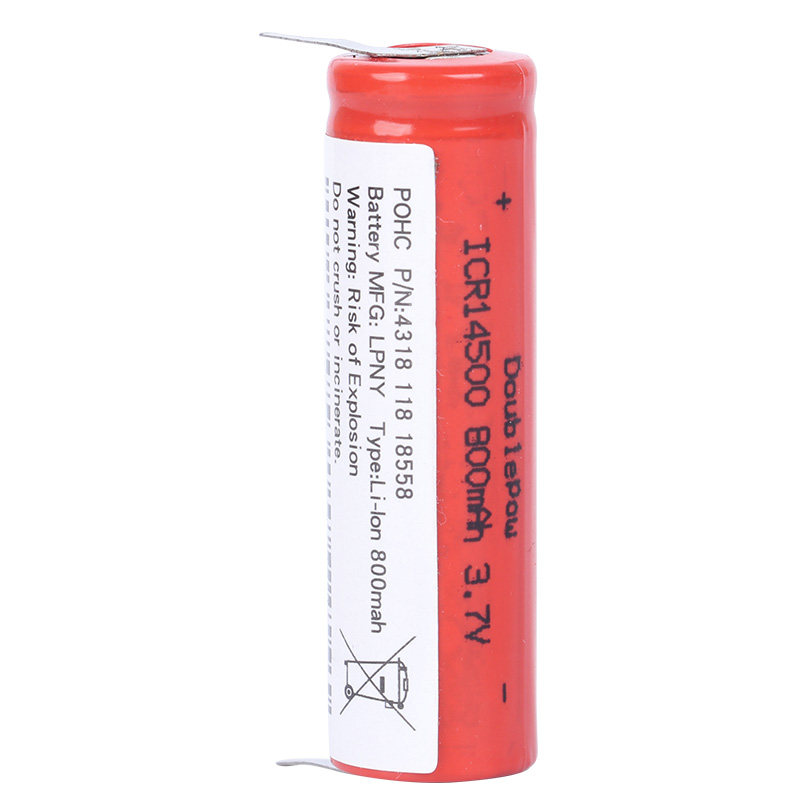 POHC P/N:4318 118 18558
Battery MFG: LPNY Type:Li-Ion 800mah
Warning: Risk of Explosion
Do not crush or incinerate.
DoublePow
+ ICR14500 800mAh 3.7V -